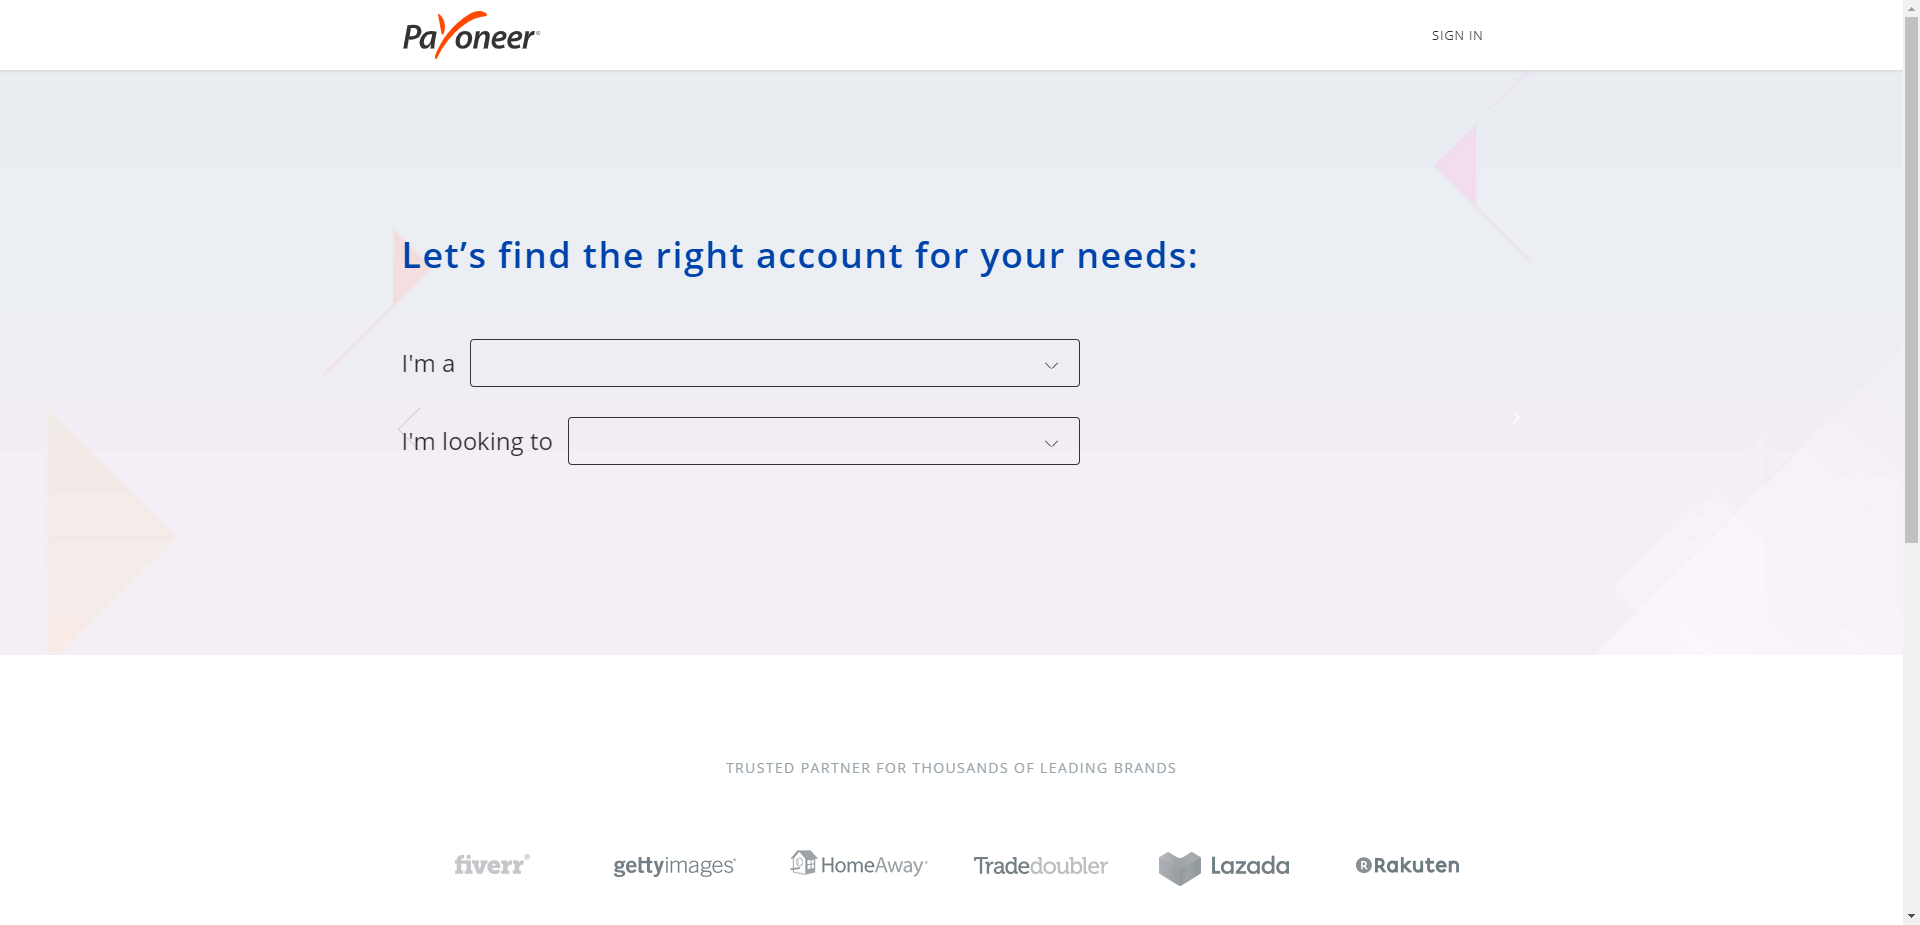 Payoneer®
SIGN IN
Let’s find the right account for your needs:
I'm a
I'm looking to
TRUSTED PARTNER FOR THOUSANDS OF LEADING BRANDS
fiverr®
gettyimages®
HomeAway®
Tradedoubler
Lazada
R Rakuten